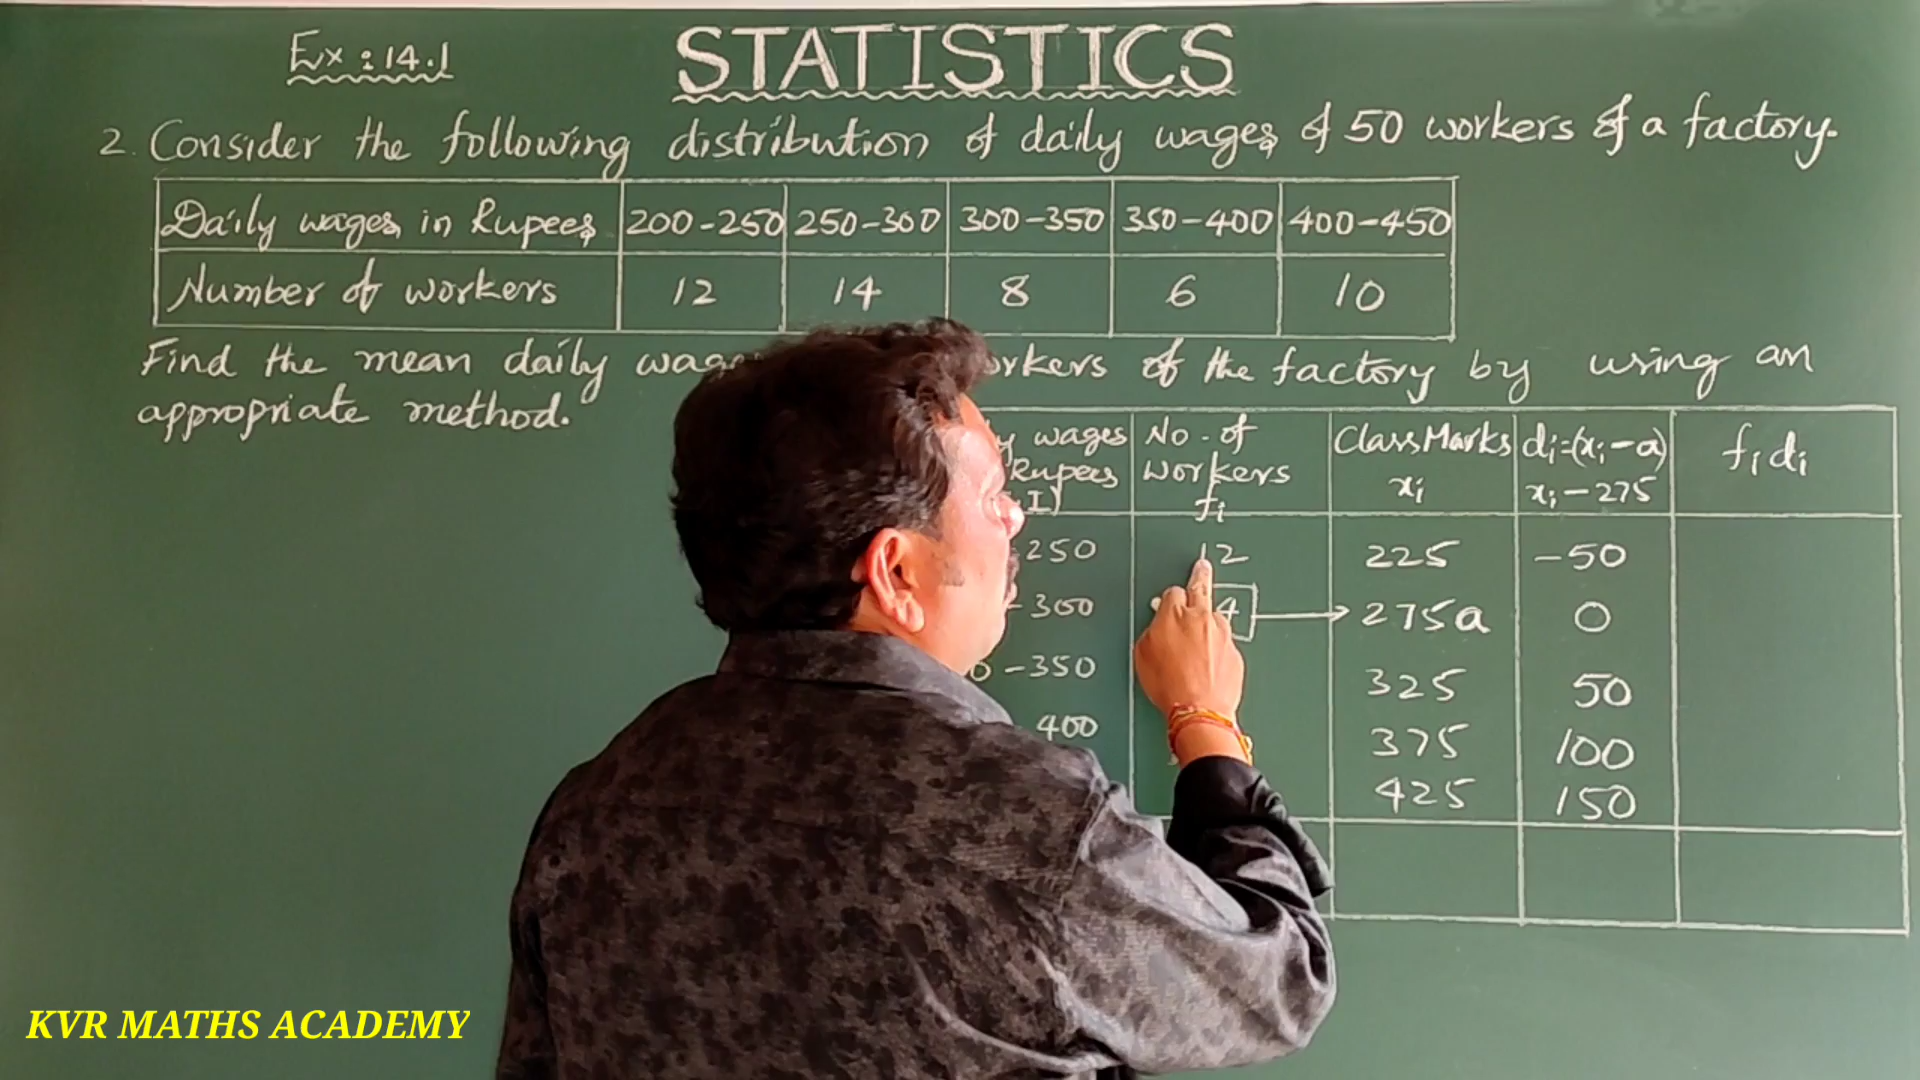 Ex : 14.1
STATISTICS
2. Consider the following distribution of daily wages of 50 workers of a factory.
Daily wages in Rupees 200-250 250-300 300-350 350-400 400-450
Number of workers 12 14 8 6 10
Find the mean daily workers of the factory by using an
appropriate method.
wages No. of Class Marks di=(xi-a) fidi
Rupees workers xi xi-275
fi
250 12 225 -50
-300 4 275a 0
-350 325 50
400 375 100
425 150
KVR MATHS ACADEMY